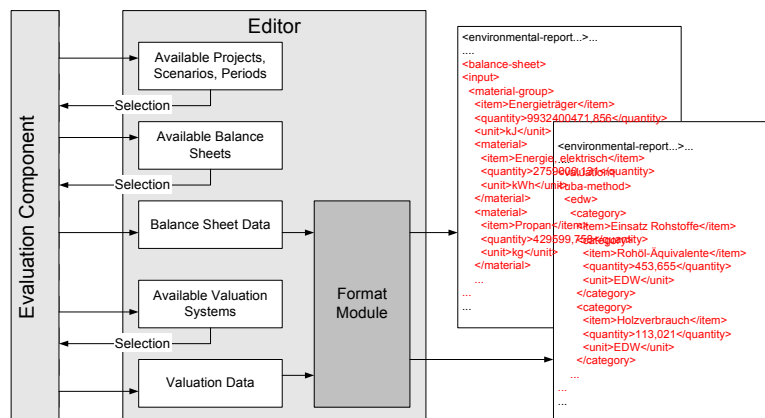 Editor
Evaluation Component
Available Projects,
Scenarios, Periods
Selection
Available Balance
Sheets
Selection
Balance Sheet Data
Available Valuation
Systems
Selection
Valuation Data
Format
Module
<environmental-report...>...
....
<balance-sheet>
<input>
<material-group>
<item>Energieträger</item>
<quantity>9932400471,856</quantity>
<unit>kJ</unit>
<material>
<item>Energie, elektrisch</item>
<unit>kWh</unit>
</material>
<material>
<item>Propan</item>
<unit>kg</unit>
</material>
...
...
...
<environmental-report...>...
...
<valuation>
<uba-method>
<edw>
<category>
<item>Einsatz Rohstoffe</item>
<category>
<item>Rohöl-Äquivalente</item>
<quantity>453,655</quantity>
<unit>EDW</unit>
</category>
<category>
<item>Holzverbrauch</item>
<quantity>113,021</quantity>
<unit>EDW</unit>
</category>
...
...
...